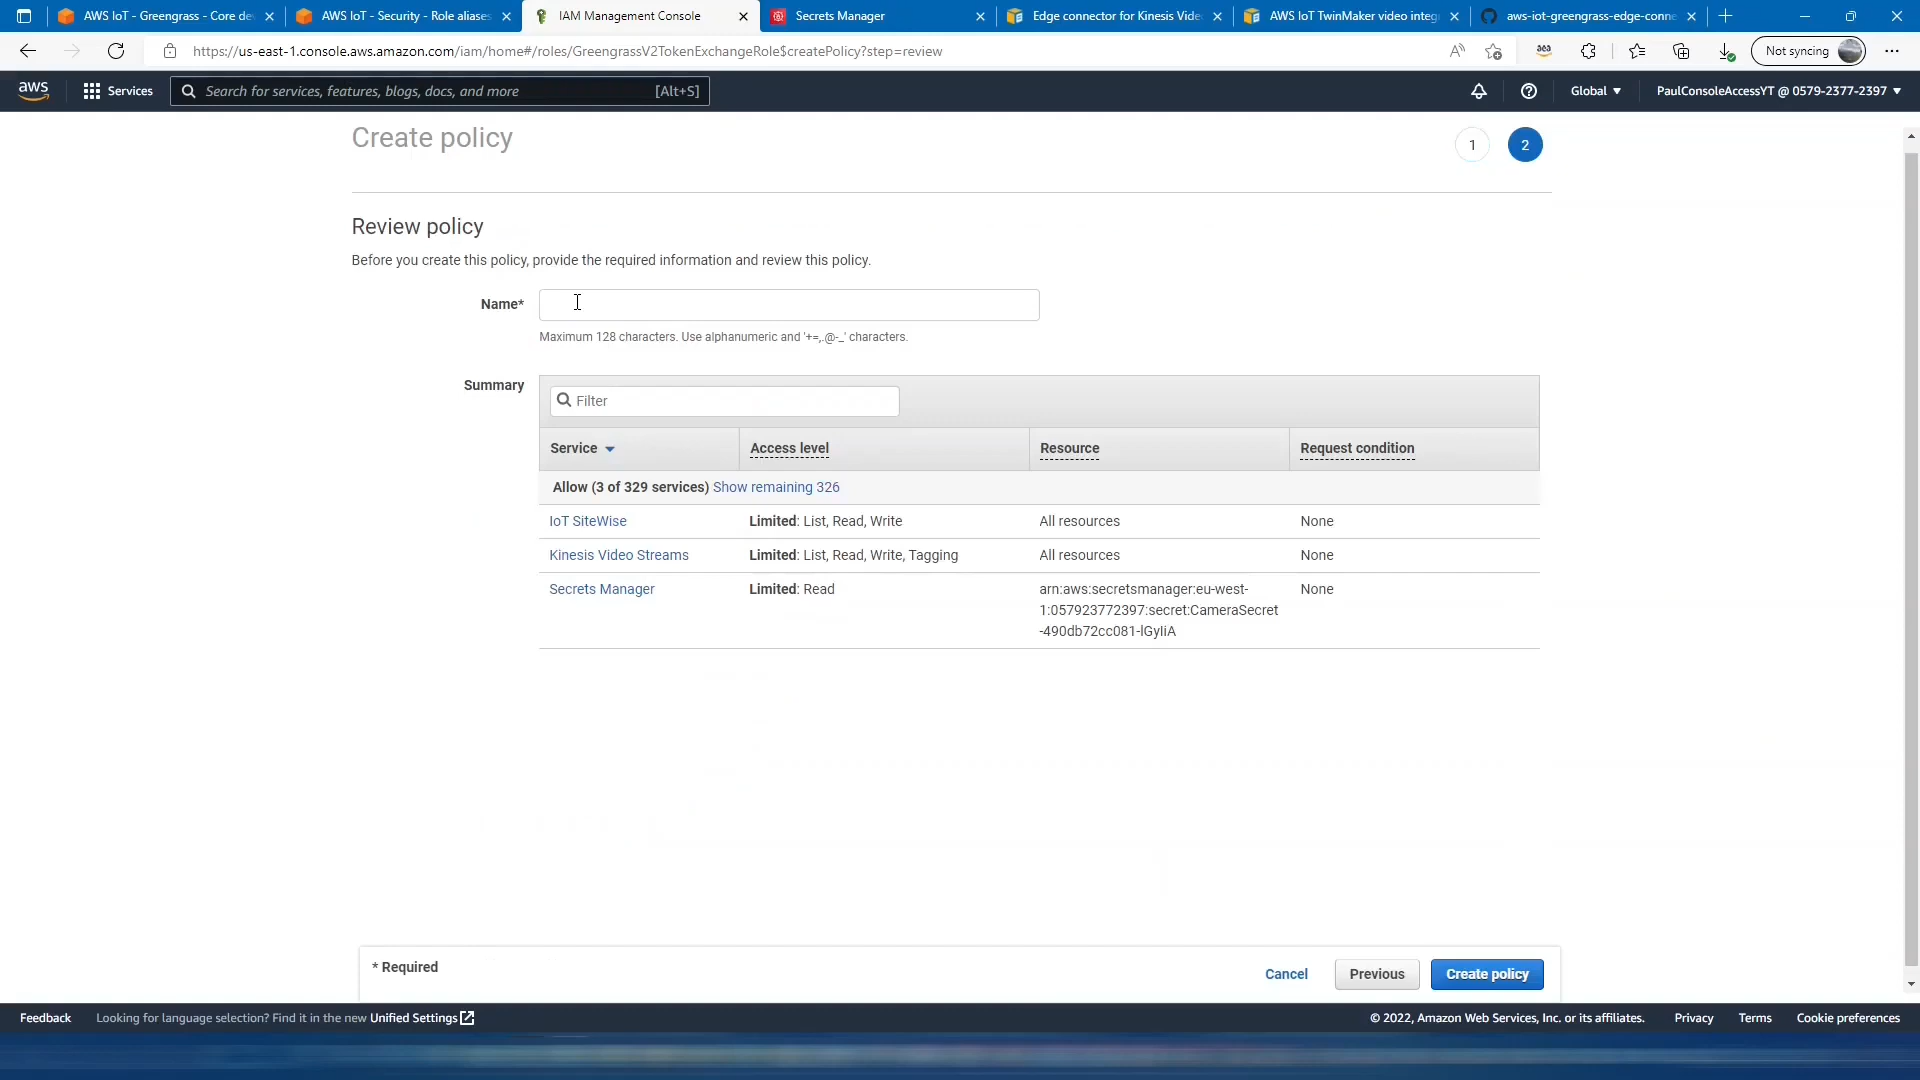 AWS IoT - Greengrass - Core de
AWS IoT - Security - Role aliases
IAM Management Console
Secrets Manager
Edge connector for Kinesis Vide
AWS IoT TwinMaker video integ
aws-iot-greengrass-edge-conne
https://us-east-1.console.aws.amazon.com/iam/home#/roles/GreengrassV2TokenExchangeRole$createPolicy?step=review
Not syncing
aws
Services
Search for services, features, blogs, docs, and more
[Alt+S]
Global
PaulConsoleAccessYT @ 0579-2377-2397
Create policy
1
2
Review policy
Before you create this policy, provide the required information and review this policy.
Name*
Maximum 128 characters. Use alphanumeric and '+=,.@-_' characters.
Summary
Filter
Service
Access level
Resource
Request condition
Allow (3 of 329 services) Show remaining 326
IoT SiteWise
Limited: List, Read, Write
All resources
None
Kinesis Video Streams
Limited: List, Read, Write, Tagging
All resources
None
Secrets Manager
Limited: Read
arn:aws:secretsmanager:eu-west-
1:057923772397:secret:CameraSecret
-490db72cc081-lGyIiA
None
* Required
Cancel
Previous
Create policy
Feedback
Looking for language selection? Find it in the new Unified Settings
© 2022, Amazon Web Services, Inc. or its affiliates.
Privacy
Terms
Cookie preferences